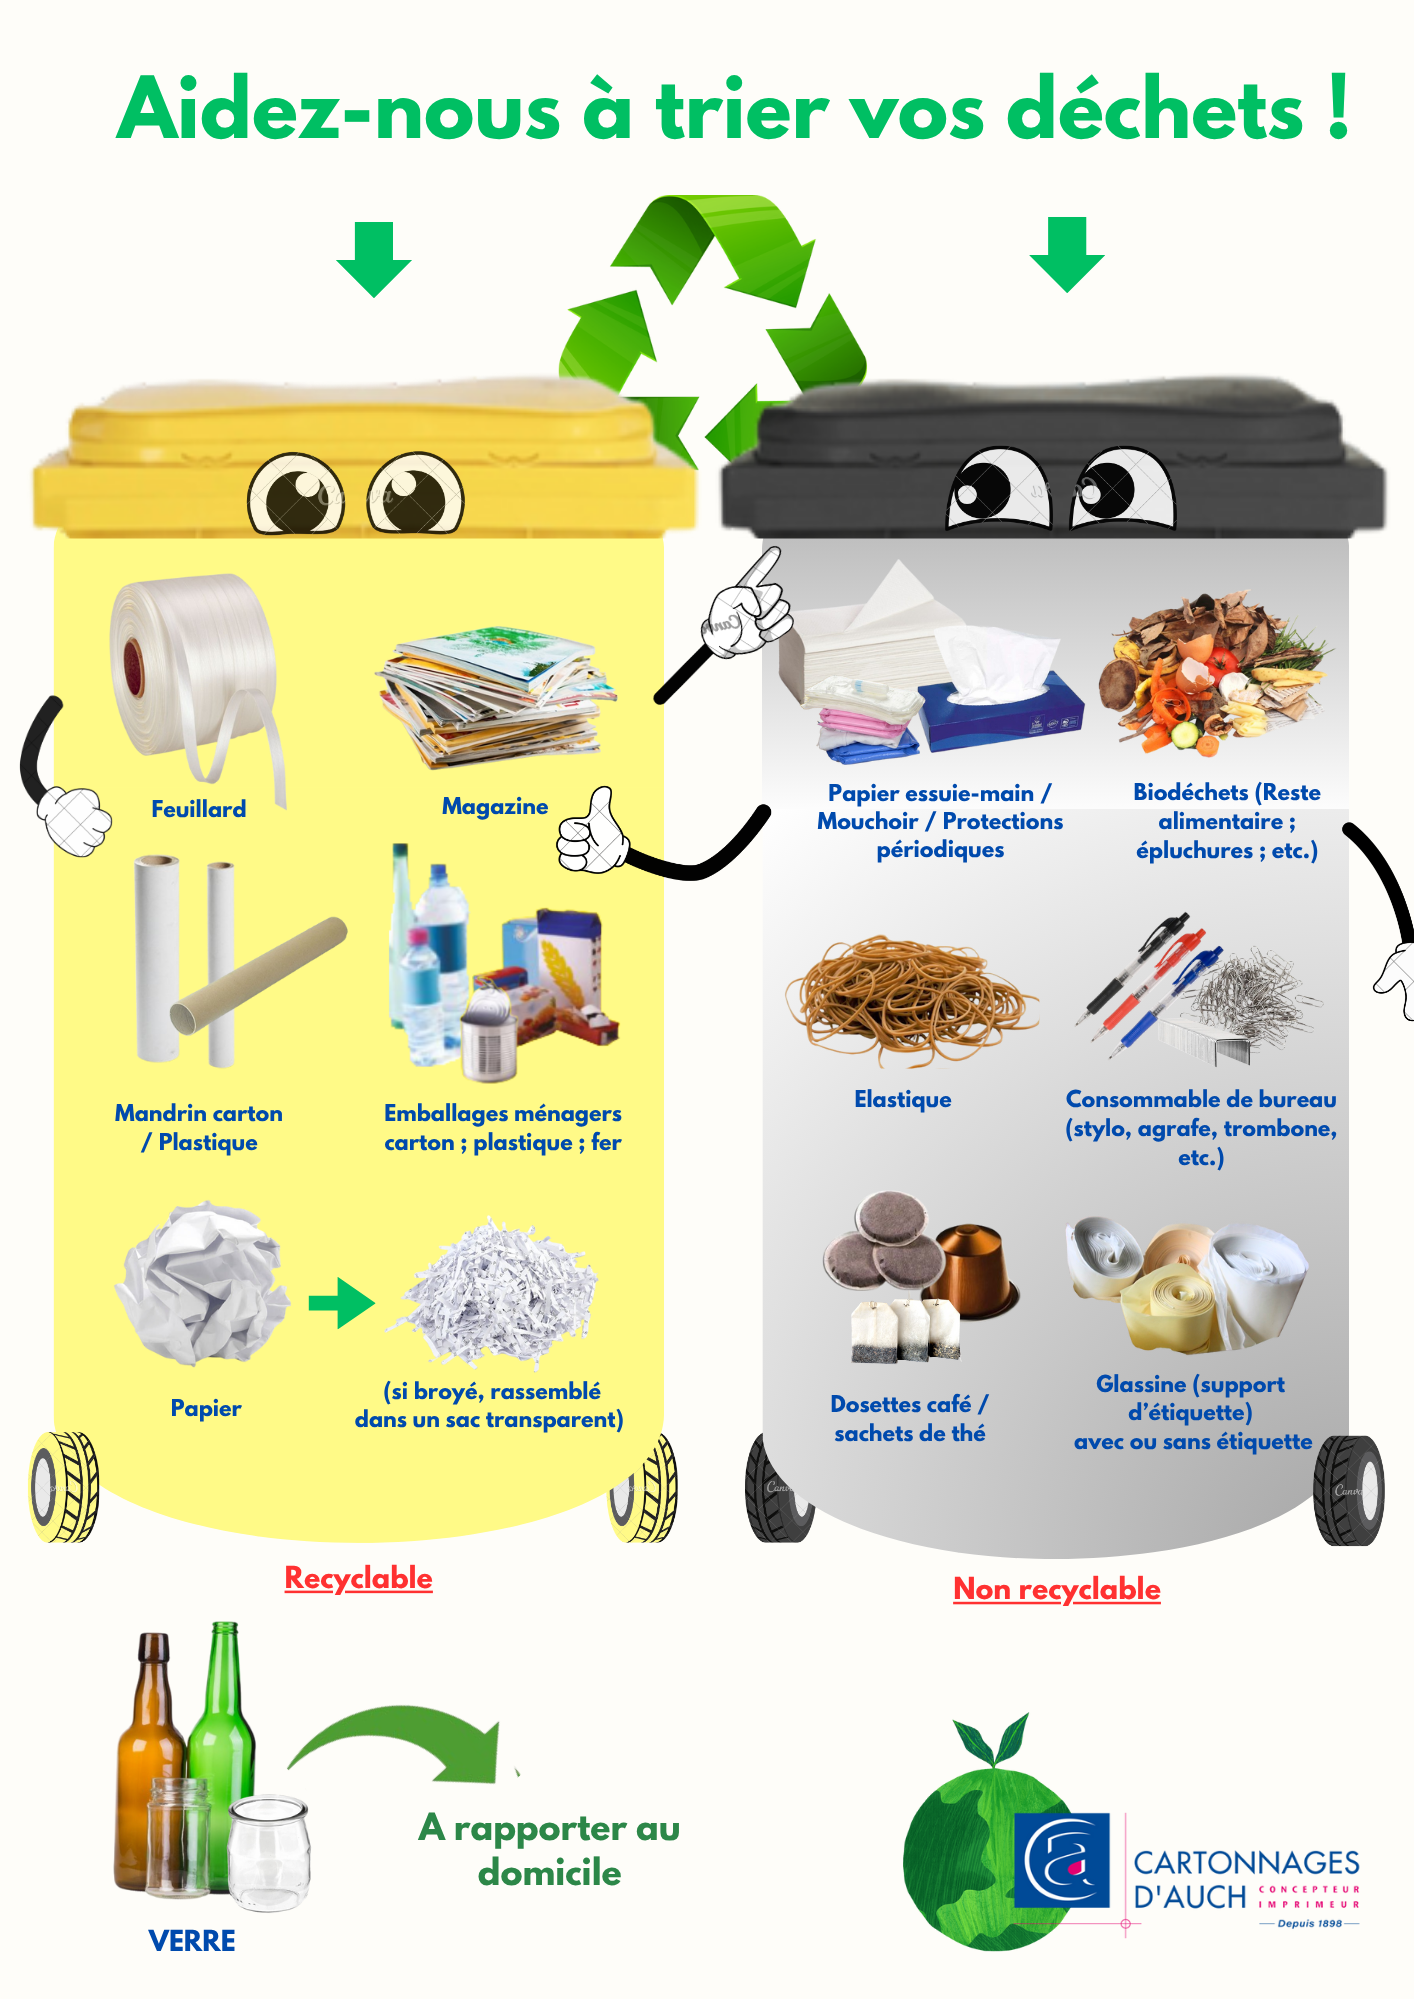 Aidez-nous à trier vos déchets !
Feuillard
Magazine
Mandrin carton
/ Plastique
Emballages ménagers
carton ; plastique ; fer
Papier
(si broyé, rassemblé
dans un sac transparent)
Recyclable
Papier essuie-main /
Mouchoir / Protections
périodiques
Biodéchets (Reste
alimentaire ;
épluchures ; etc.)
Elastique
Consommable de bureau
(stylo, agrafe, trombone,
etc.)
Dosettes café /
sachets de thé
Glassine (support
d’étiquette)
avec ou sans étiquette
Non recyclable
VERRE
A rapporter au
domicile
CARTONNAGES
D'AUCH
CONCEPTEUR
IMPRIMEUR
Depuis 1898